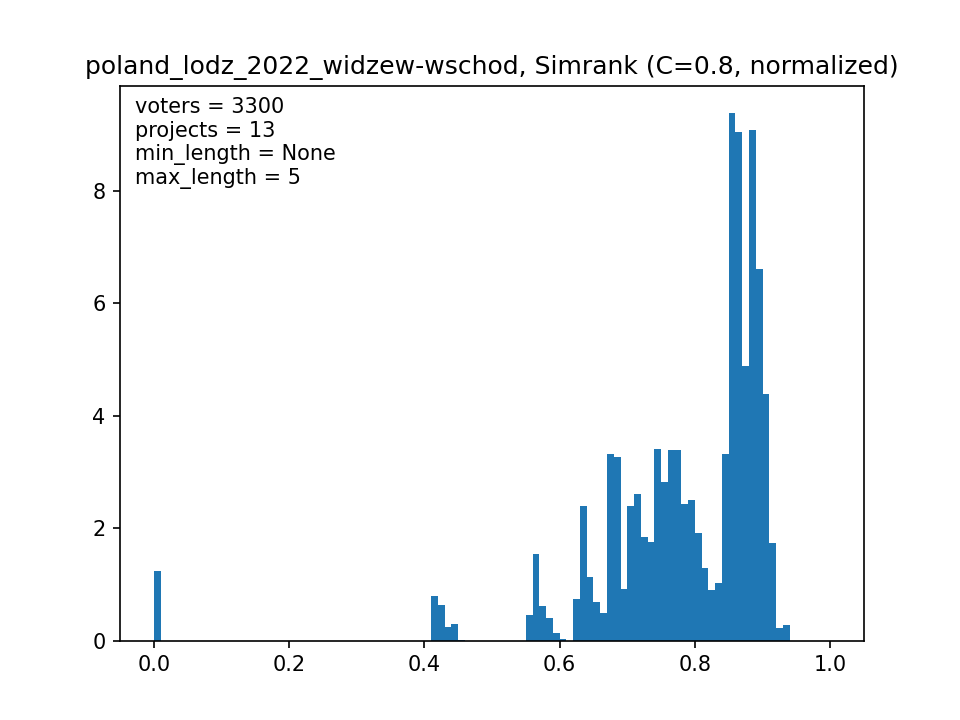 poland_lodz_2022_widzew-wschod, Simrank (C=0.8, normalized)
voters = 3300
projects = 13
min_length = None
max_length = 5
8
6
4
2
0
0.0 0.2 0.4 0.6 0.8 1.0